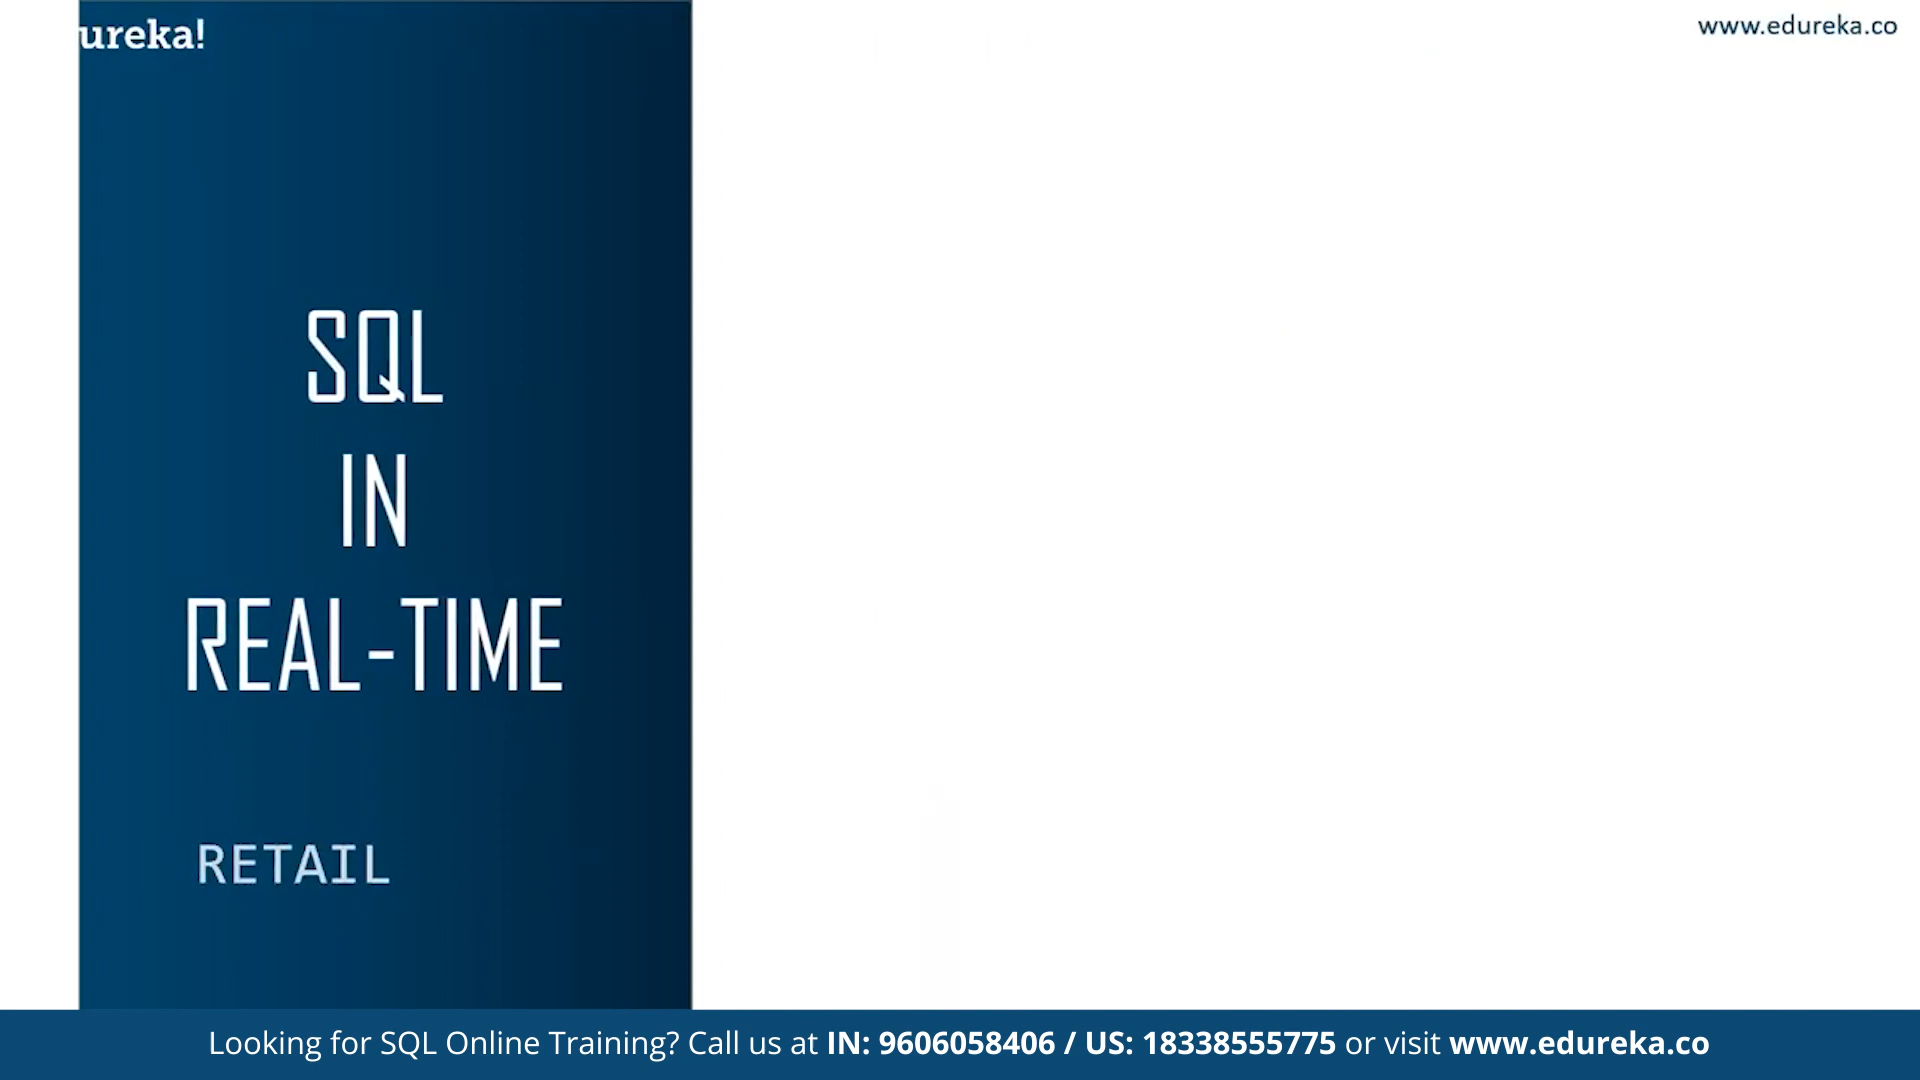 ureka!
www.edureka.co
SQL
IN
REAL-TIME
RETAIL
Looking for SQL Online Training? Call us at IN: 9606058406 / US: 18338555775 or visit www.edureka.co